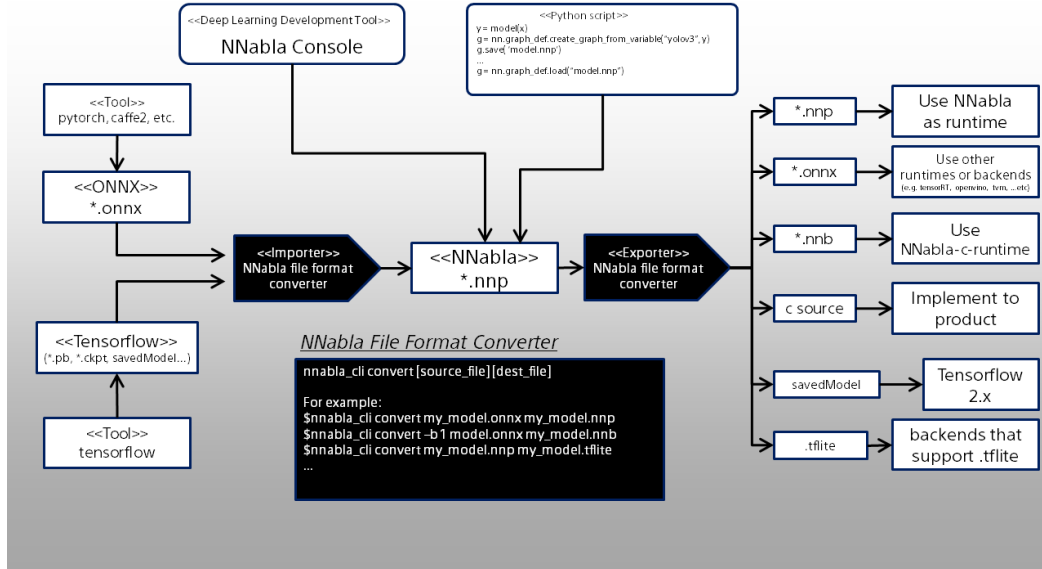 <<Deep Learning Development Tool>>
NNabla Console
<<Python script>>
y = model(x)
g = nn.graph_def.create_graph_from_variable("yolov3", y)
g.save( 'model.nnp')
...
g = nn.graph_def.load("model.nnp")
<<Tool>>
pytorch, caffe2, etc.
<<ONNX>>
*.onnx
<<Importer>>
NNabla file format
converter
<<NNabla>>
*.nnp
<<Exporter>>
NNabla file format
converter
<<Tensorflow>>
(*.pb, *.ckpt, savedModel...)
<<Tool>>
tensorflow
*.nnp
Use NNabla
as runtime
*.onnx
Use other
runtimes or backends
(e.g. tensorRT, openvino, tvm, ...etc)
*.nnb
Use
NNabla-c-runtime
c source
Implement to
product
savedModel
Tensorflow
2.x
.tflite
backends that
support .tflite
NNabla File Format Converter
nnabla_cli convert [source_file][dest_file]
For example:
$nnabla_cli convert my_model.onnx my_model.nnp
$nnabla_cli convert –b1 model.onnx my_model.nnb
$nnabla_cli convert my_model.nnp my_model.tflite
...